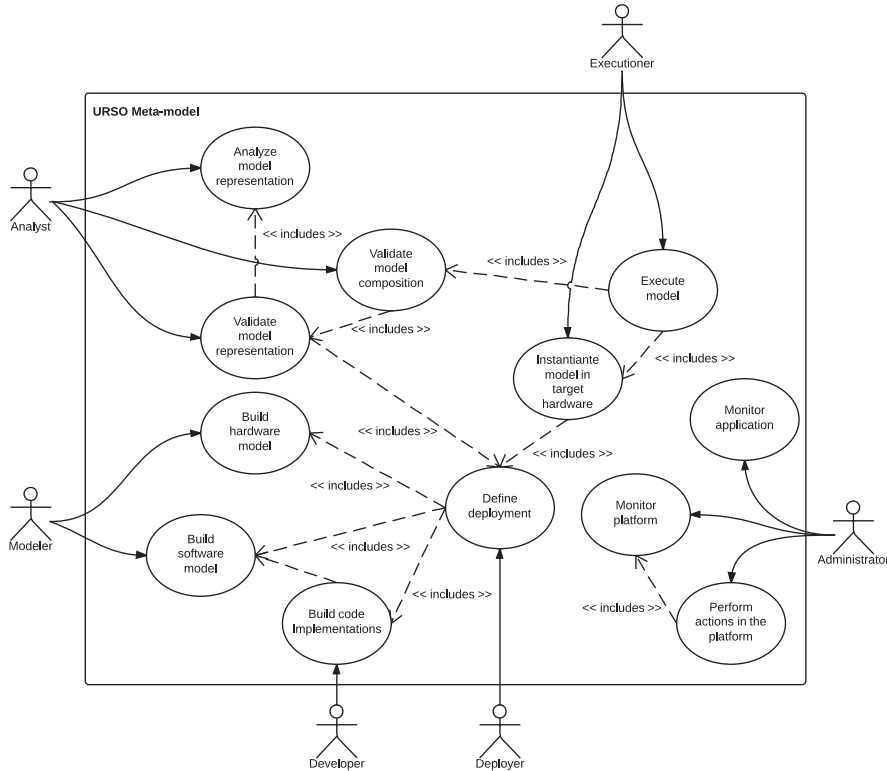 Executioner
URSO Meta-model
Analyze
model
representation
Analyst
<< includes >>
Validate
model
composition
<< includes >>
Execute
model
Validate
model
representation
<< includes >>
<< includes >>
Instantiante
model in
target
hardware
Build
hardware
model
Monitor
application
<< includes >>
<< includes >>
<< includes >>
Define
deployment
Monitor
platform
Modeler
Build
software
model
<< includes >>
Administrator
<< includes >>
<< includes >>
Build code
Implementations
Perform
actions in the
platform
Developer
Deployer